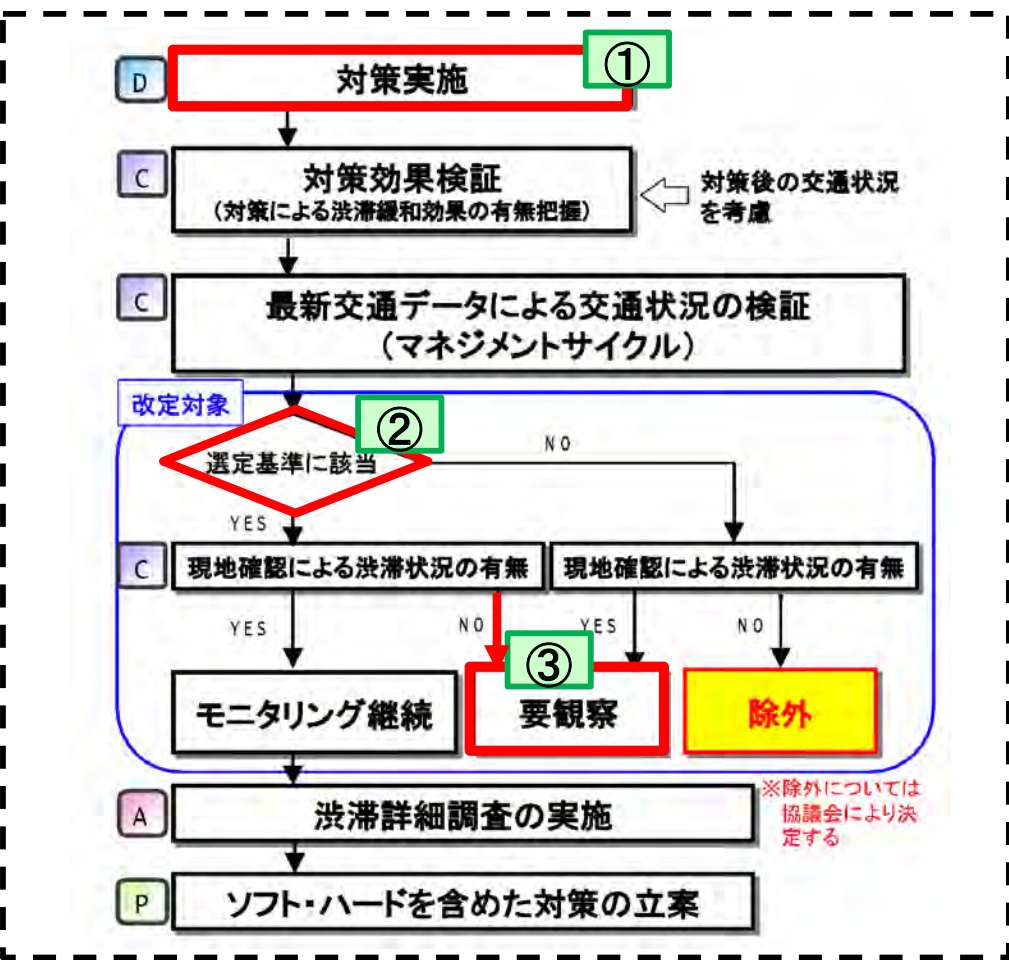 D
対策実施
①
C
対策効果検証
（対策による渋滞緩和効果の有無把握）
対策後の交通状況
を考慮
C
最新交通データによる交通状況の検証
（マネジメントサイクル）
改定対象
②
選定基準に該当
NO
YES
C
現地確認による渋滞状況の有無
現地確認による渋滞状況の有無
YES
NO
YES
NO
③
モニタリング継続
要観察
除外
※除外については
協議会により決
定する
A
渋滞詳細調査の実施
P
ソフト・ハードを含めた対策の立案